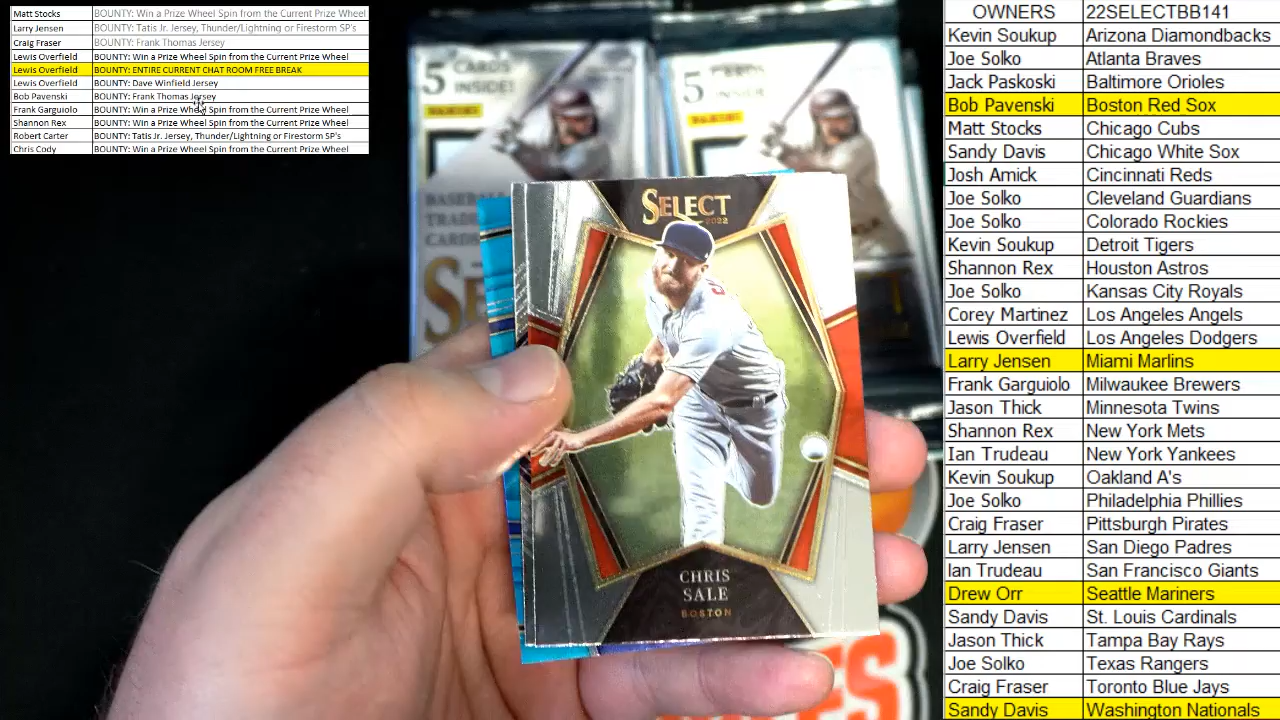 Matt Stocks BOUNTY: Win a Prize Wheel Spin from the Current Prize Wheel
Larry Jensen BOUNTY: Tatis Jr. Jersey, Thunder/Lightning or Firestorm SP's
Craig Fraser BOUNTY: Frank Thomas Jersey
Lewis Overfield BOUNTY: Win a Prize Wheel Spin from the Current Prize Wheel
Lewis Overfield BOUNTY: ENTIRE CURRENT CHAT ROOM FREE BREAK
Lewis Overfield BOUNTY: Dave Winfield Jersey
Bob Pavenski BOUNTY: Frank Thomas Jersey
Frank Garguiolo BOUNTY: Win a Prize Wheel Spin from the Current Prize Wheel
Shannon Rex BOUNTY: Win a Prize Wheel Spin from the Current Prize Wheel
Robert Carter BOUNTY: Tatis Jr. Jersey, Thunder/Lightning or Firestorm SP's
Chris Cody BOUNTY: Win a Prize Wheel Spin from the Current Prize Wheel
5 CARDS
INSIDE!
PANINI
BASEBALL
TRADING
CARDS
SE
5
PANINI
SELECT
2022
CHRIS
SALE
BOSTON
OWNERS 22SELECTBB141
Kevin Soukup Arizona Diamondbacks
Joe Solko Atlanta Braves
Jack Paskoski Baltimore Orioles
Bob Pavenski Boston Red Sox
Matt Stocks Chicago Cubs
Sandy Davis Chicago White Sox
Josh Amick Cincinnati Reds
Joe Solko Cleveland Guardians
Joe Solko Colorado Rockies
Kevin Soukup Detroit Tigers
Shannon Rex Houston Astros
Joe Solko Kansas City Royals
Corey Martinez Los Angeles Angels
Lewis Overfield Los Angeles Dodgers
Larry Jensen Miami Marlins
Frank Garguiolo Milwaukee Brewers
Jason Thick Minnesota Twins
Shannon Rex New York Mets
Ian Trudeau New York Yankees
Kevin Soukup Oakland A's
Joe Solko Philadelphia Phillies
Craig Fraser Pittsburgh Pirates
Larry Jensen San Diego Padres
Ian Trudeau San Francisco Giants
Drew Orr Seattle Mariners
Sandy Davis St. Louis Cardinals
Jason Thick Tampa Bay Rays
Joe Solko Texas Rangers
Craig Fraser Toronto Blue Jays
Sandy Davis Washington Nationals